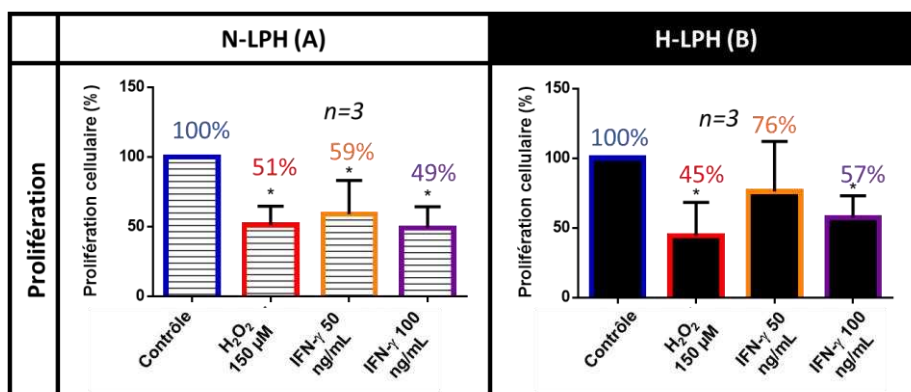 N-LPH (A)
H-LPH (B)
Prolifération
Prolifération cellulaire (%)
150
100
50
0
n=3
100%
51%
*
59%
*
49%
*
Contrôle
H₂O₂
150 µM
IFN-γ 50
ng/mL
IFN-γ 100
ng/mL
Prolifération cellulaire (%)
150
100
50
0
n=3
100%
45%
*
76%
57%
*
Contrôle
H₂O₂
150 µM
IFN-γ 50
ng/mL
IFN-γ 100
ng/mL